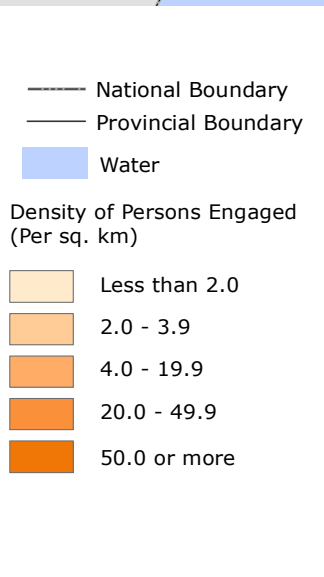 National Boundary
Provincial Boundary
Water
Density of Persons Engaged
(Per sq. km)
Less than 2.0
2.0 - 3.9
4.0 - 19.9
20.0 - 49.9
50.0 or more